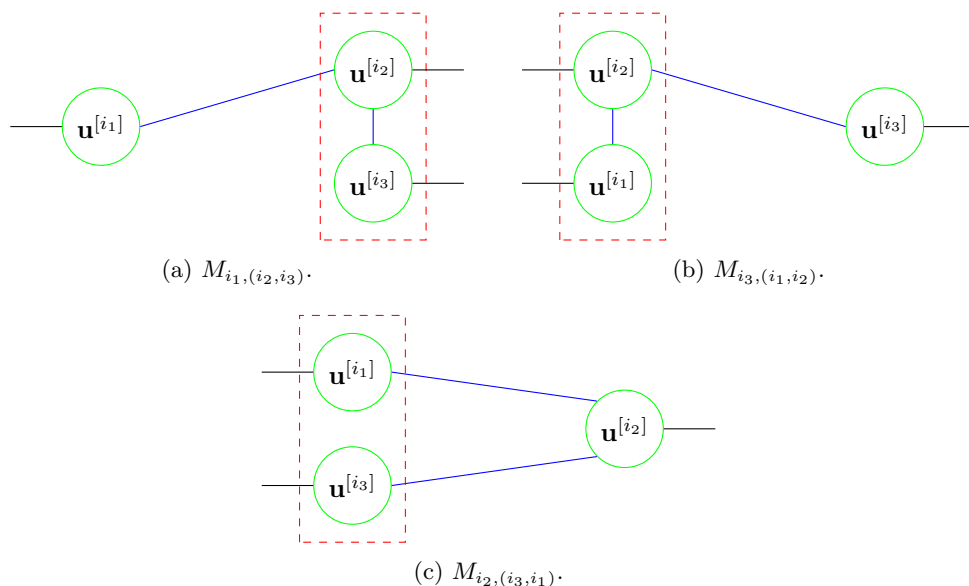 u^{[i_1]}
u^{[i_2]}
u^{[i_3]}
(a) M_{i_1,(i_2,i_3)}.
u^{[i_2]}
u^{[i_1]}
u^{[i_3]}
(b) M_{i_3,(i_1,i_2)}.
u^{[i_1]}
u^{[i_3]}
u^{[i_2]}
(c) M_{i_2,(i_3,i_1)}.